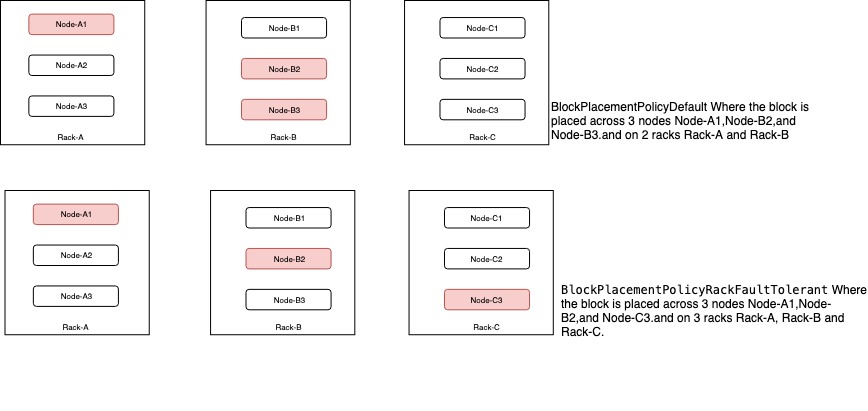 Node-A1
Node-A2
Node-A3
Rack-A
Node-B1
Node-B2
Node-B3
Rack-B
Node-C1
Node-C2
Node-C3
Rack-C
BlockPlacementPolicyDefault Where the block is
placed across 3 nodes Node-A1,Node-B2,and
Node-B3.and on 2 racks Rack-A and Rack-B
Node-A1
Node-A2
Node-A3
Rack-A
Node-B1
Node-B2
Node-B3
Rack-B
Node-C1
Node-C2
Node-C3
Rack-C
BlockPlacementPolicyRackFaultTolerant Where
the block is placed across 3 nodes Node-A1,Node-
B2,and Node-C3.and on 3 racks Rack-A, Rack-B and
Rack-C.